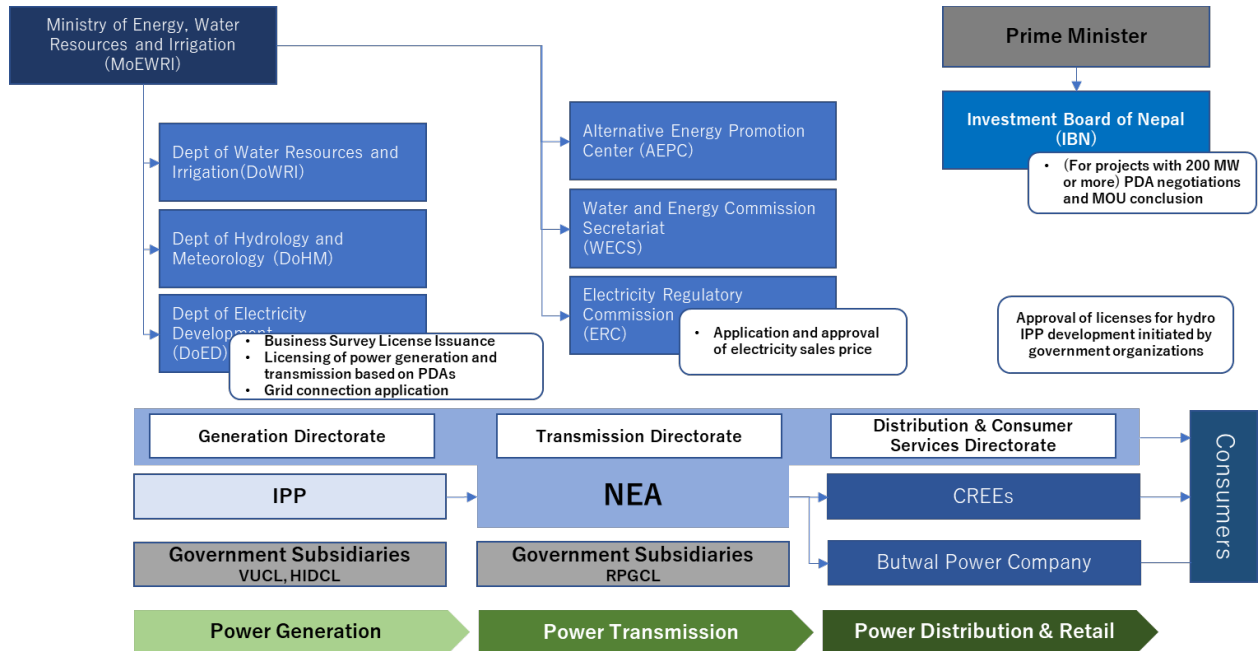 Ministry of Energy, Water
Resources and Irrigation
(MoEWRI)
Prime Minister
Investment Board of Nepal
(IBN)
• (For projects with 200 MW
or more) PDA negotiations
and MOU conclusion
Dept of Water Resources and
Irrigation(DoWRI)
Alternative Energy Promotion
Center (AEPC)
Dept of Hydrology and
Meteorology (DoHM)
Water and Energy Commission
Secretariat
(WECS)
Dept of Electricity
Development
(DoED)
• Business Survey License Issuance
• Licensing of power generation and
transmission based on PDAs
• Grid connection application
Electricity Regulatory
Commission
(ERC)
• Application and approval
of electricity sales price
Approval of licenses for hydro
IPP development initiated by
government organizations
Generation Directorate
Transmission Directorate
Distribution & Consumer
Services Directorate
IPP
NEA
CREEs
Consumers
Government Subsidiaries
VUCL, HIDCL
Government Subsidiaries
RPGCL
Butwal Power Company
Power Generation
Power Transmission
Power Distribution & Retail